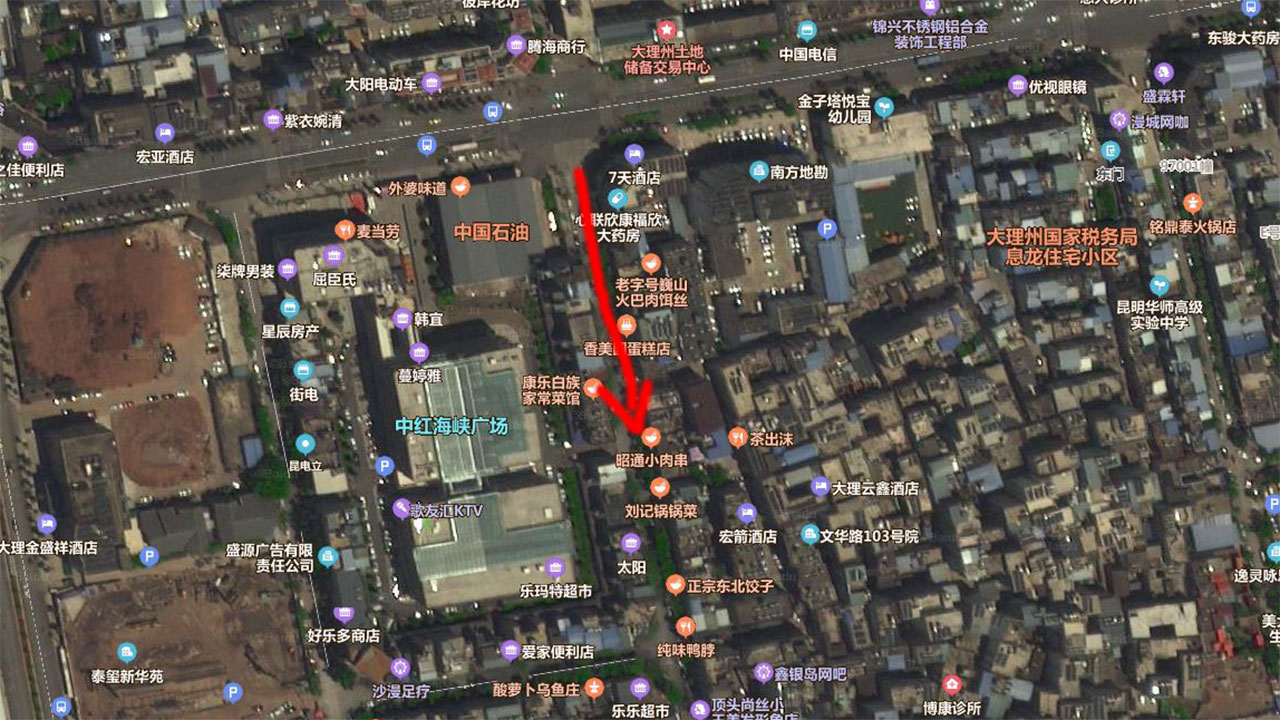 腾海商行
大理州土地
储备交易中心
中国电信
锦兴不锈钢铝合金
装饰工程部
东骏大药房
大阳电动车
优视眼镜
盛霖轩
金子塔悦宝
幼儿园
紫衣婉清
漫城网咖
宏亚酒店
之佳便利店
7天酒店
南方地勘
东门
外婆味道
心联欣康福欣
大药房
铭鼎泰火锅店
麦当劳
中国石油
大理州国家税务局
息龙住宅小区
柒牌男装
屈臣氏
老字号巍山
火巴肉饵丝
昆明华师高级
实验中学
星辰房产
韩宜
蔓婷雅
街电
康乐白族
家常菜馆
中红海峡广场
茶出沫
昭通小肉串
昆电立
大理云鑫酒店
歌友汇KTV
刘记锅锅菜
宏箭酒店
文华路103号院
大理金盛祥酒店
盛源广告有限
责任公司
太阳
乐玛特超市
正宗东北饺子
好乐多商店
爱家便利店
纯味鸭脖
泰玺新华苑
沙漫足疗
酸萝卜乌鱼庄
鑫银岛网吧
乐乐超市
顶头尚丝小
博康诊所